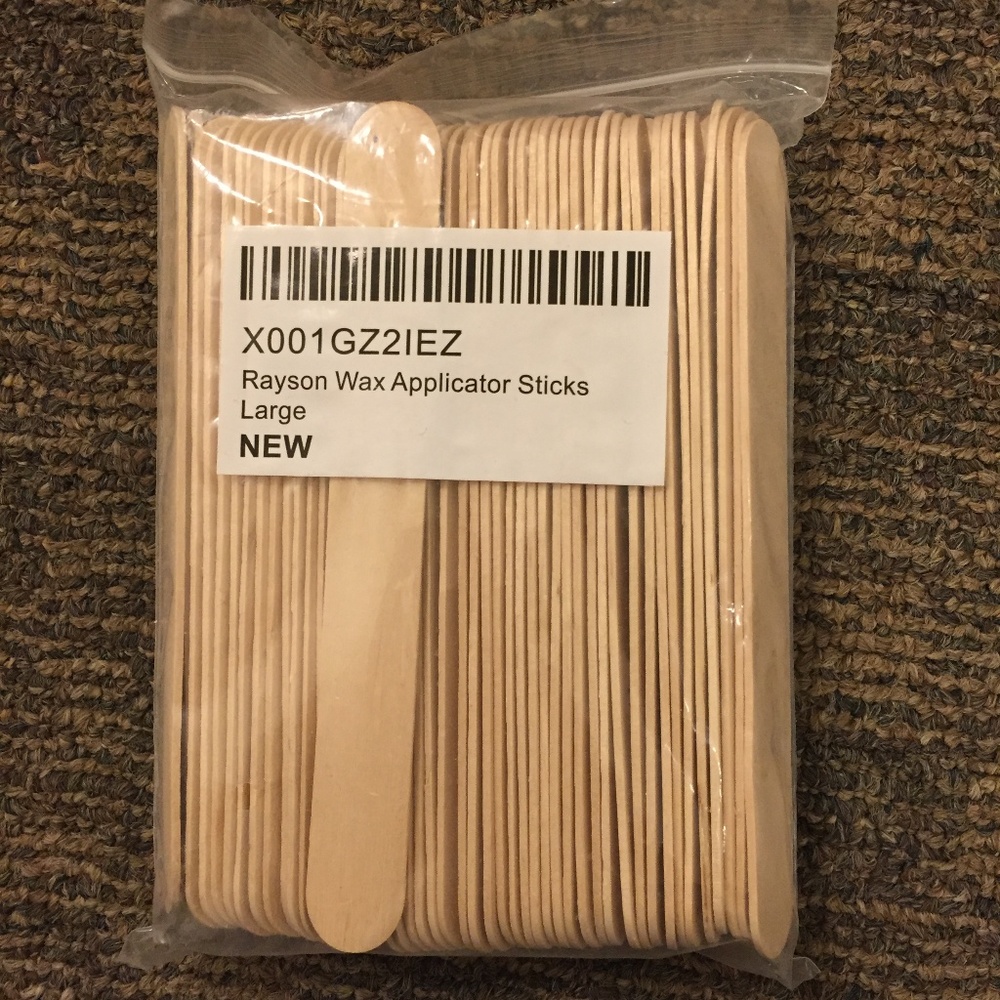 X001GZ2IEZ
Rayson Wax Applicator Sticks
Large
NEW